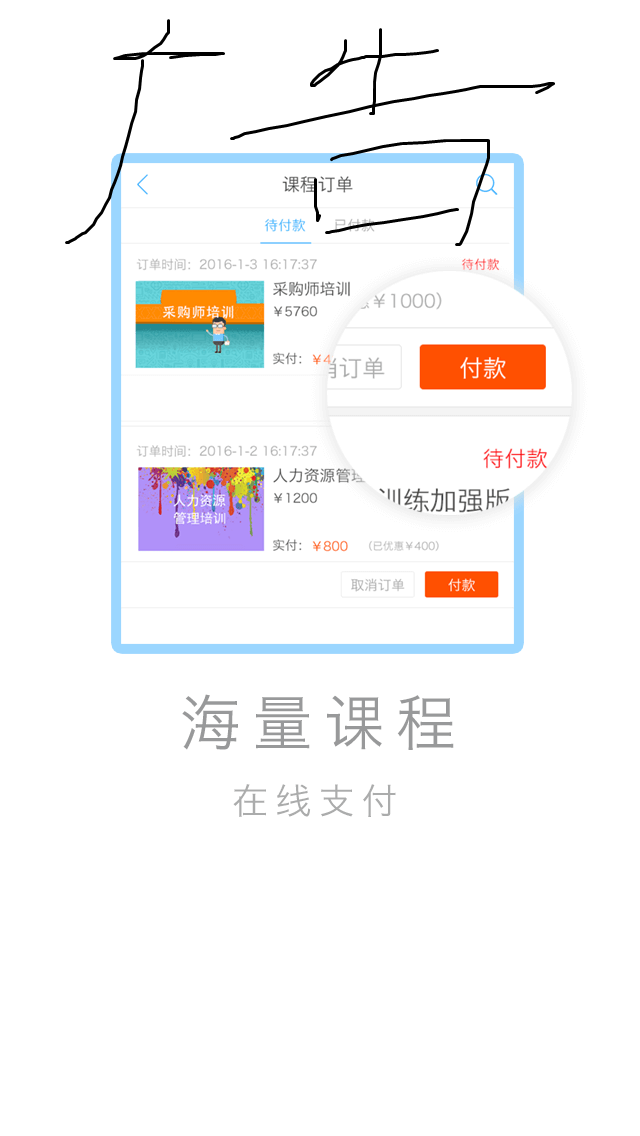 广告
课程订单
待付款 已付款
订单时间：2016-1-3 16:17:37 待付款
采购师培训
采购师培训
￥5760
实付：￥4
￥1000）
消订单 付款
待付款
训练加强版
订单时间：2016-1-2 16:17:37
人力资源
管理培训
人力资源管理
￥1200
实付：￥800 （已优惠￥400）
取消订单 付款
海量课程
在线支付